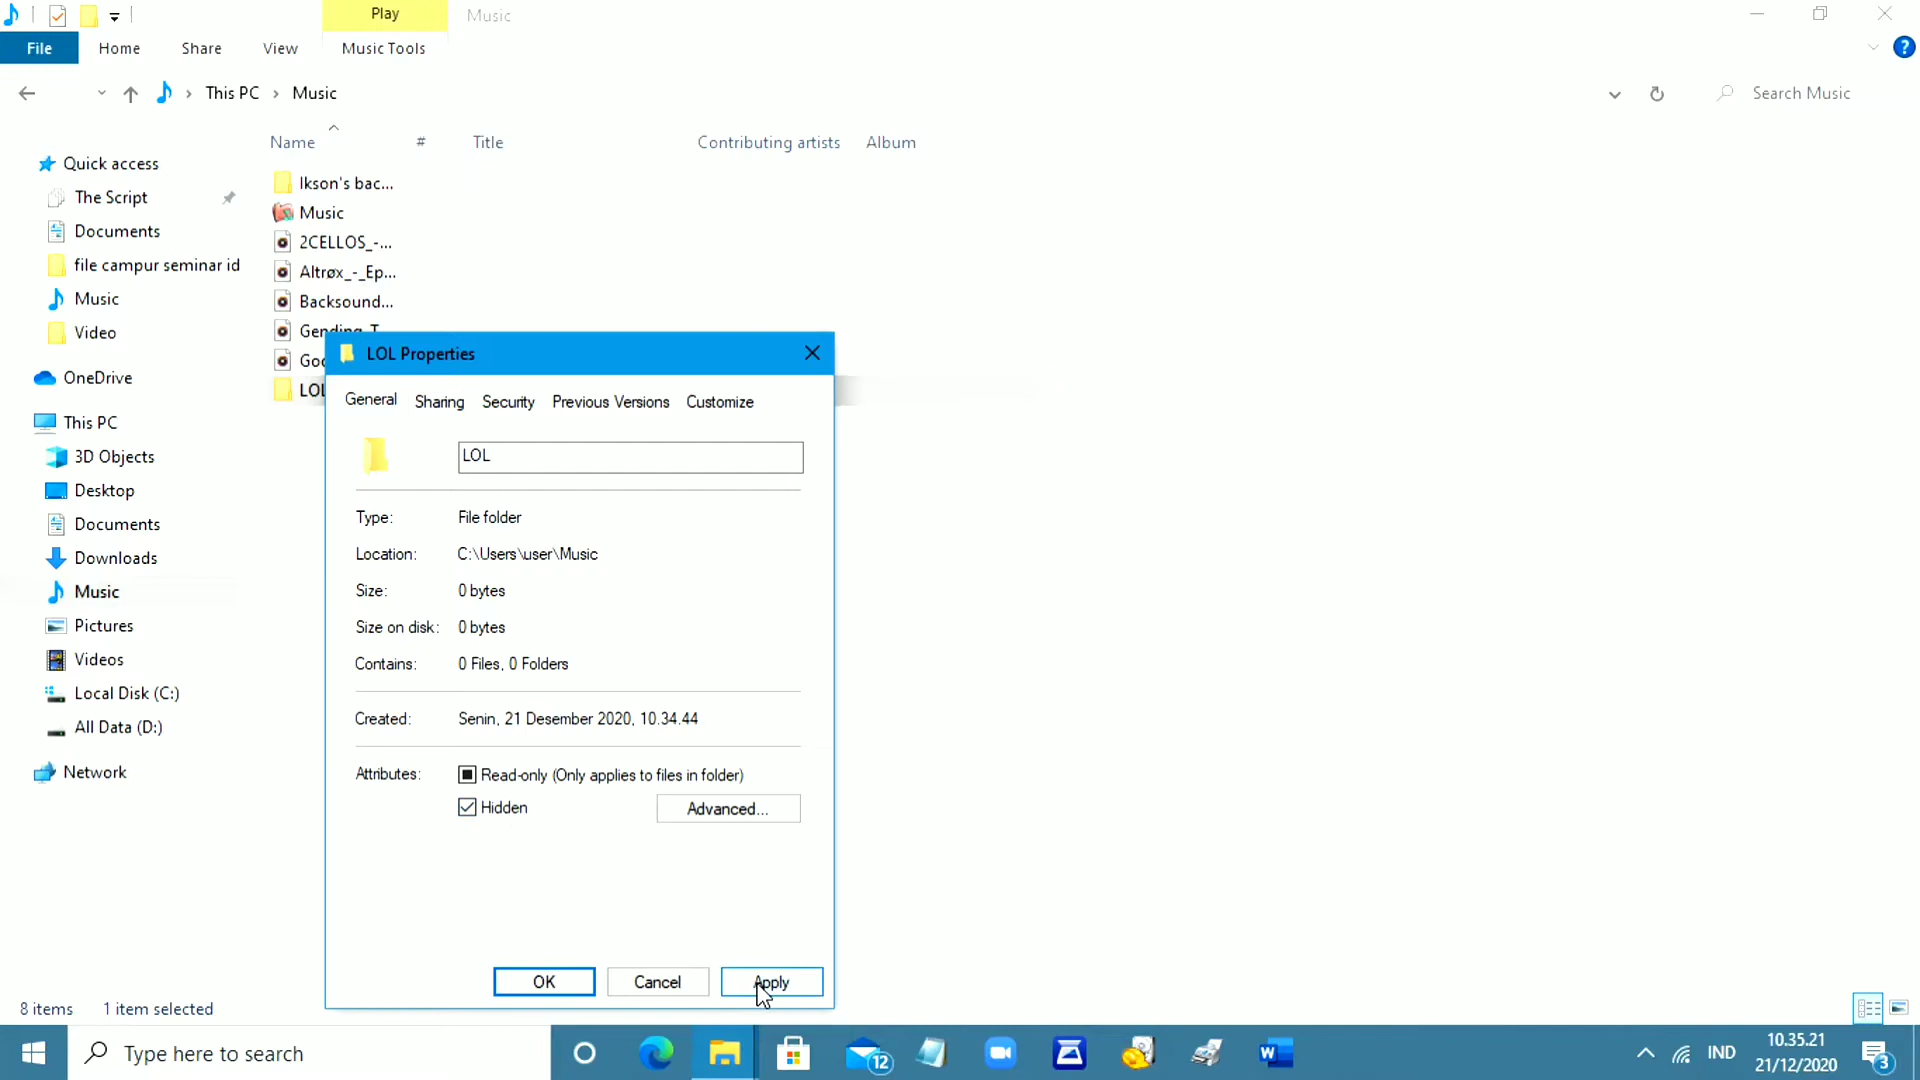 Play
Music
File
Home
Share
View
Music Tools
This PC
Music
Search Music
Name
#
Title
Contributing artists
Album
Quick access
The Script
Documents
file campur seminar id
Music
Video
OneDrive
This PC
3D Objects
Desktop
Documents
Downloads
Music
Pictures
Videos
Local Disk (C:)
All Data (D:)
Network
Ikson's bac...
Music
2CELLOS_-...
Altrøx_-_Ep...
Backsound...
Gending_T...
LOL
LOL Properties
General
Sharing
Security
Previous Versions
Customize
LOL
Type: File folder
Location: C:\Users\user\Music
Size: 0 bytes
Size on disk: 0 bytes
Contains: 0 Files, 0 Folders
Created: Senin, 21 Desember 2020, 10.34.44
Attributes: Read-only (Only applies to files in folder)
Hidden
Advanced...
OK
Cancel
Apply
8 items
1 item selected
Type here to search
12
W
IND
10.35.21
21/12/2020
3